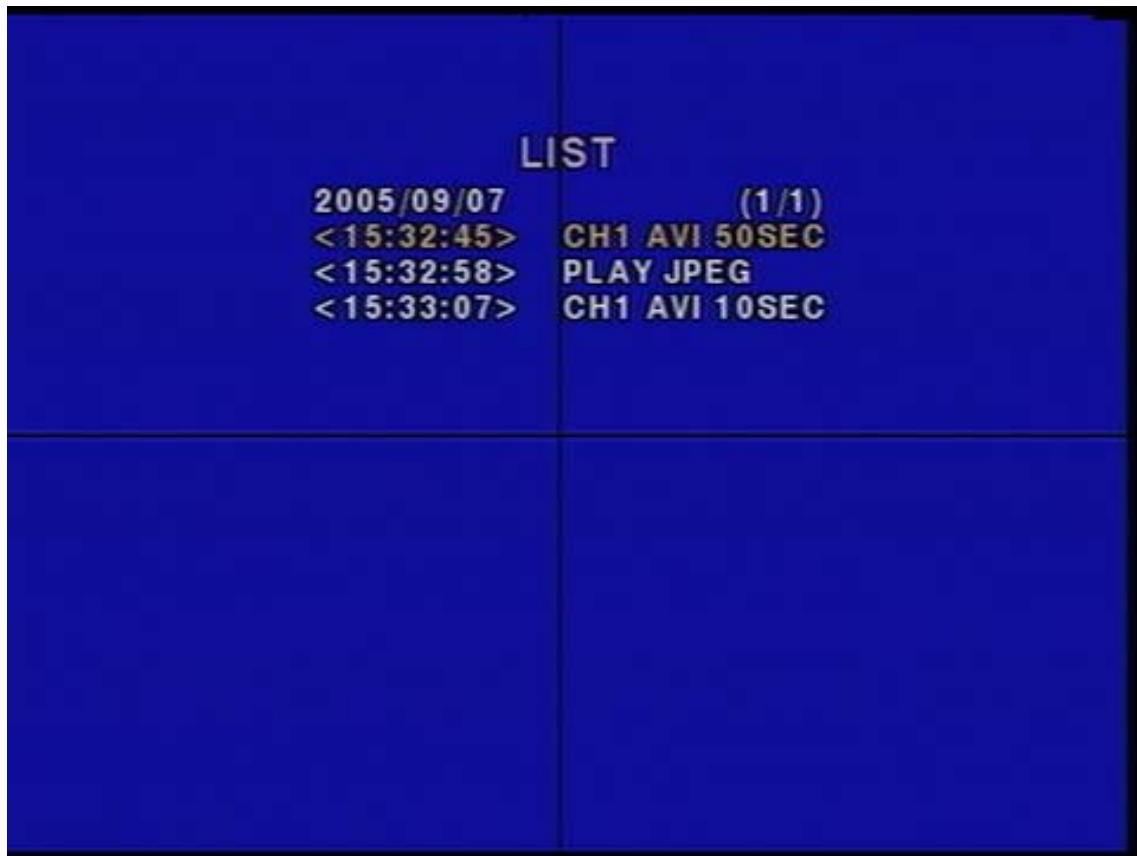 LIST
2005/09/07 (1/1)
<15:32:45> CH1 AVI 50SEC
<15:32:58> PLAY JPEG
<15:33:07> CH1 AVI 10SEC